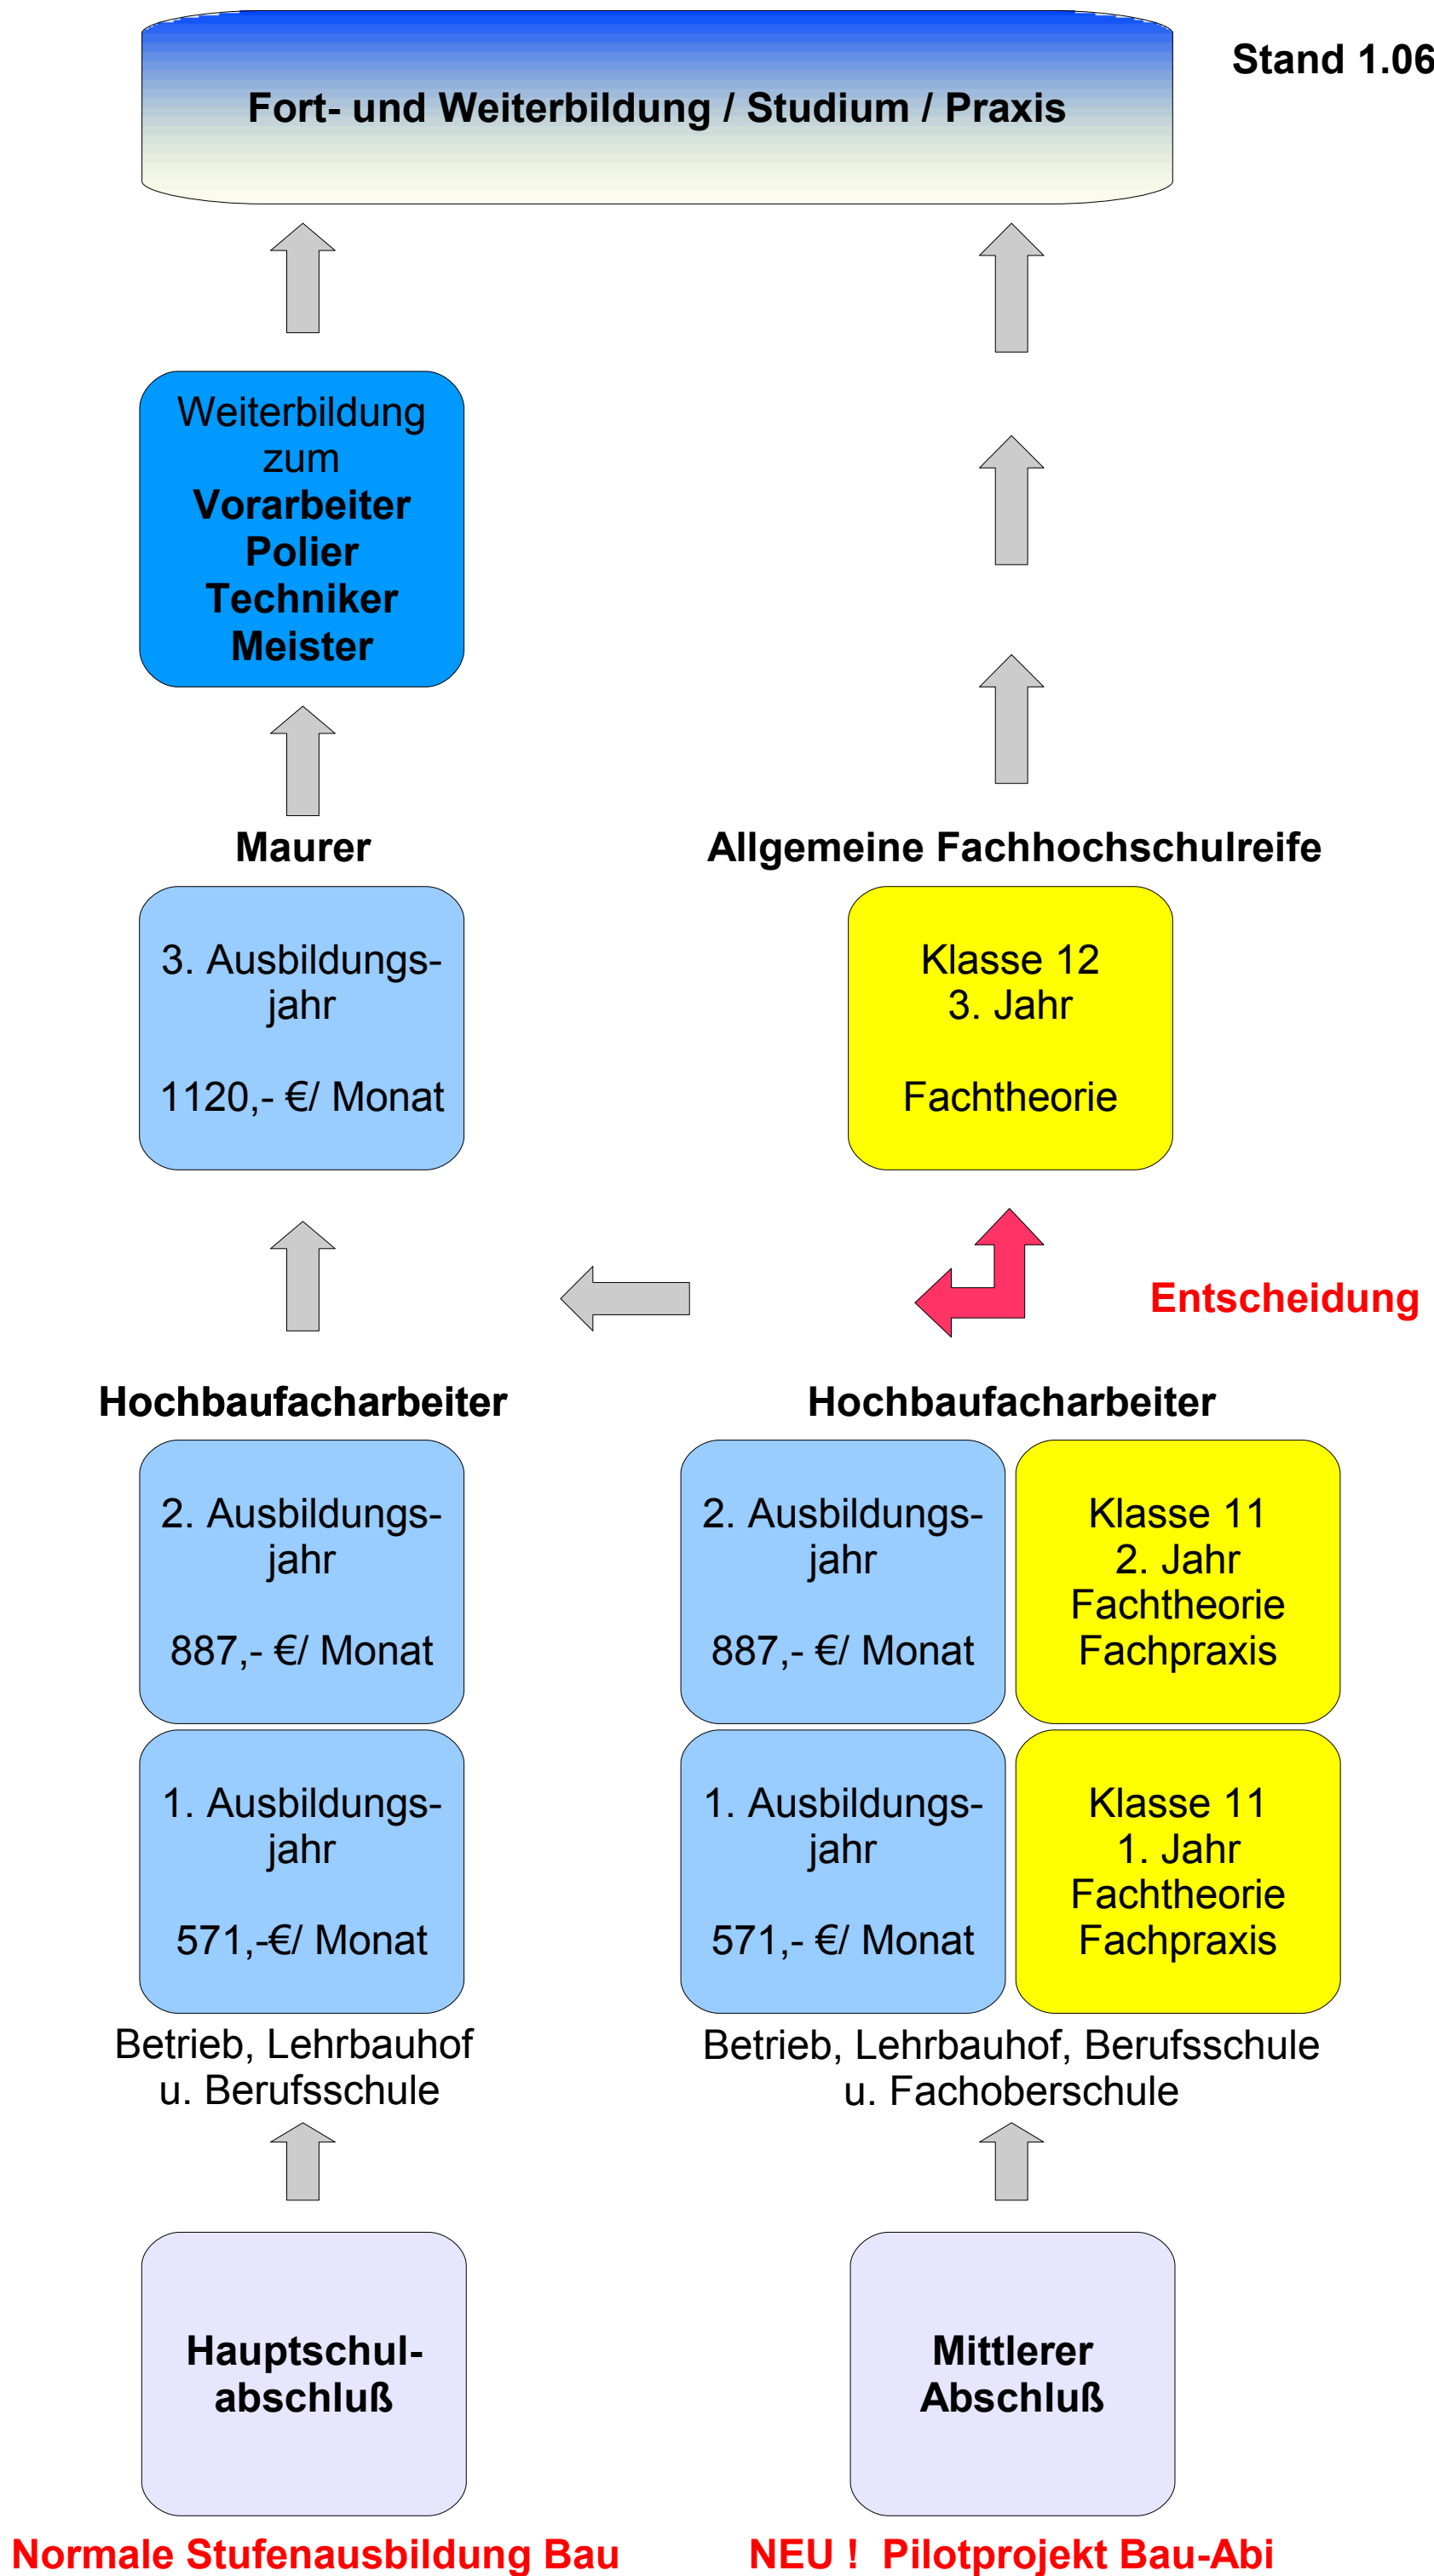 Stand 1.06
Fort- und Weiterbildung / Studium / Praxis
Weiterbildung
zum
Vorarbeiter
Polier
Techniker
Meister
Maurer
3. Ausbildungs-
jahr
1120,- €/ Monat
Allgemeine Fachhochschulreife
Klasse 12
3. Jahr
Fachtheorie
Entscheidung
Hochbaufacharbeiter
2. Ausbildungs-
jahr
887,- €/ Monat
1. Ausbildungs-
jahr
571,-€/ Monat
Betrieb, Lehrbauhof
u. Berufsschule
Hochbaufacharbeiter
2. Ausbildungs-
jahr
887,- €/ Monat
Klasse 11
2. Jahr
Fachtheorie
Fachpraxis
1. Ausbildungs-
jahr
571,- €/ Monat
Klasse 11
1. Jahr
Fachtheorie
Fachpraxis
Betrieb, Lehrbauhof, Berufsschule
u. Fachoberschule
Hauptschul-
abschluß
Mittlerer
Abschluß
Normale Stufenausbildung Bau
NEU ! Pilotprojekt Bau-Abi